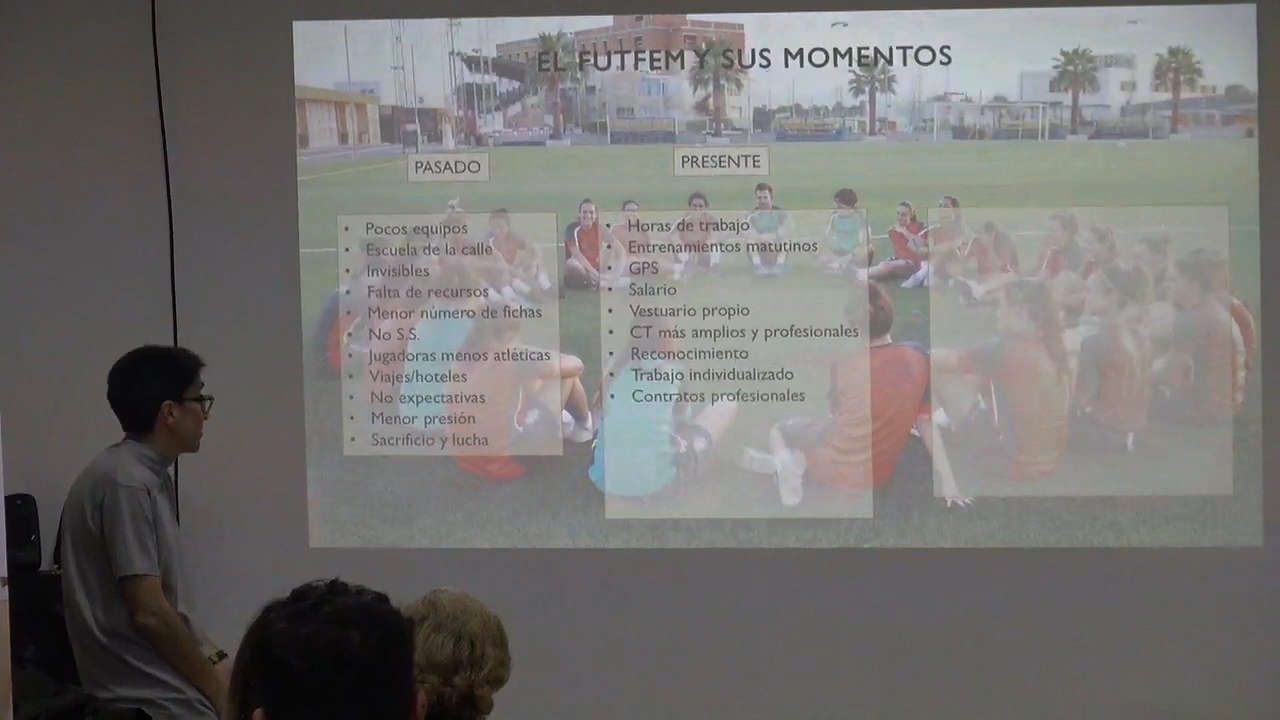 EL FUTFEM Y SUS MOMENTOS
PASADO
• Pocos equipos
• Escuela de la calle
• Invisibles
• Falta de recursos
• Menor número de fichas
• No S.S.
• Jugadoras menos atléticas
• Viajes/hoteles
• No expectativas
• Menor presión
• Sacrificio y lucha
PRESENTE
• Horas de trabajo
• Entrenamientos matutinos
• GPS
• Salario
• Vestuario propio
• CT más amplios y profesionales
• Reconocimiento
• Trabajo individualizado
• Contratos profesionales